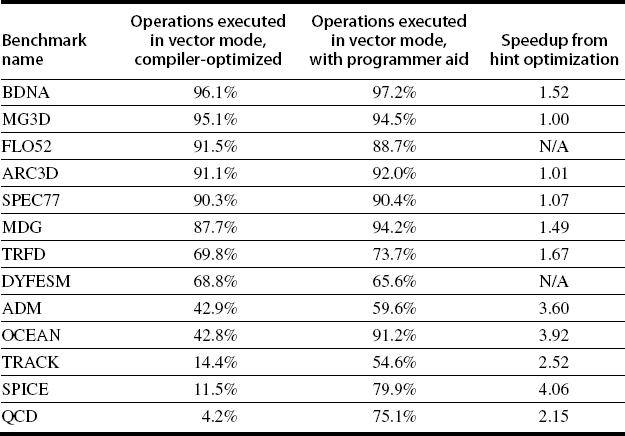 Benchmark name Operations executed in vector mode, compiler-optimized Operations executed in vector mode, with programmer aid Speedup from hint optimization
BDNA 96.1% 97.2% 1.52
MG3D 95.1% 94.5% 1.00
FLO52 91.5% 88.7% N/A
ARC3D 91.1% 92.0% 1.01
SPEC77 90.3% 90.4% 1.07
MDG 87.7% 94.2% 1.49
TRFD 69.8% 73.7% 1.67
DYFESM 68.8% 65.6% N/A
ADM 42.9% 59.6% 3.60
OCEAN 42.8% 91.2% 3.92
TRACK 14.4% 54.6% 2.52
SPICE 11.5% 79.9% 4.06
QCD 4.2% 75.1% 2.15